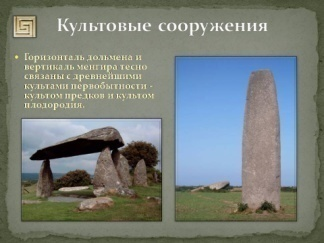 Культовые сооружения
Горизонталь дольмена и
вертикаль менгира тесно
связаны с древнейшими
культами первобытности -
культом предков и культом
плодородия.